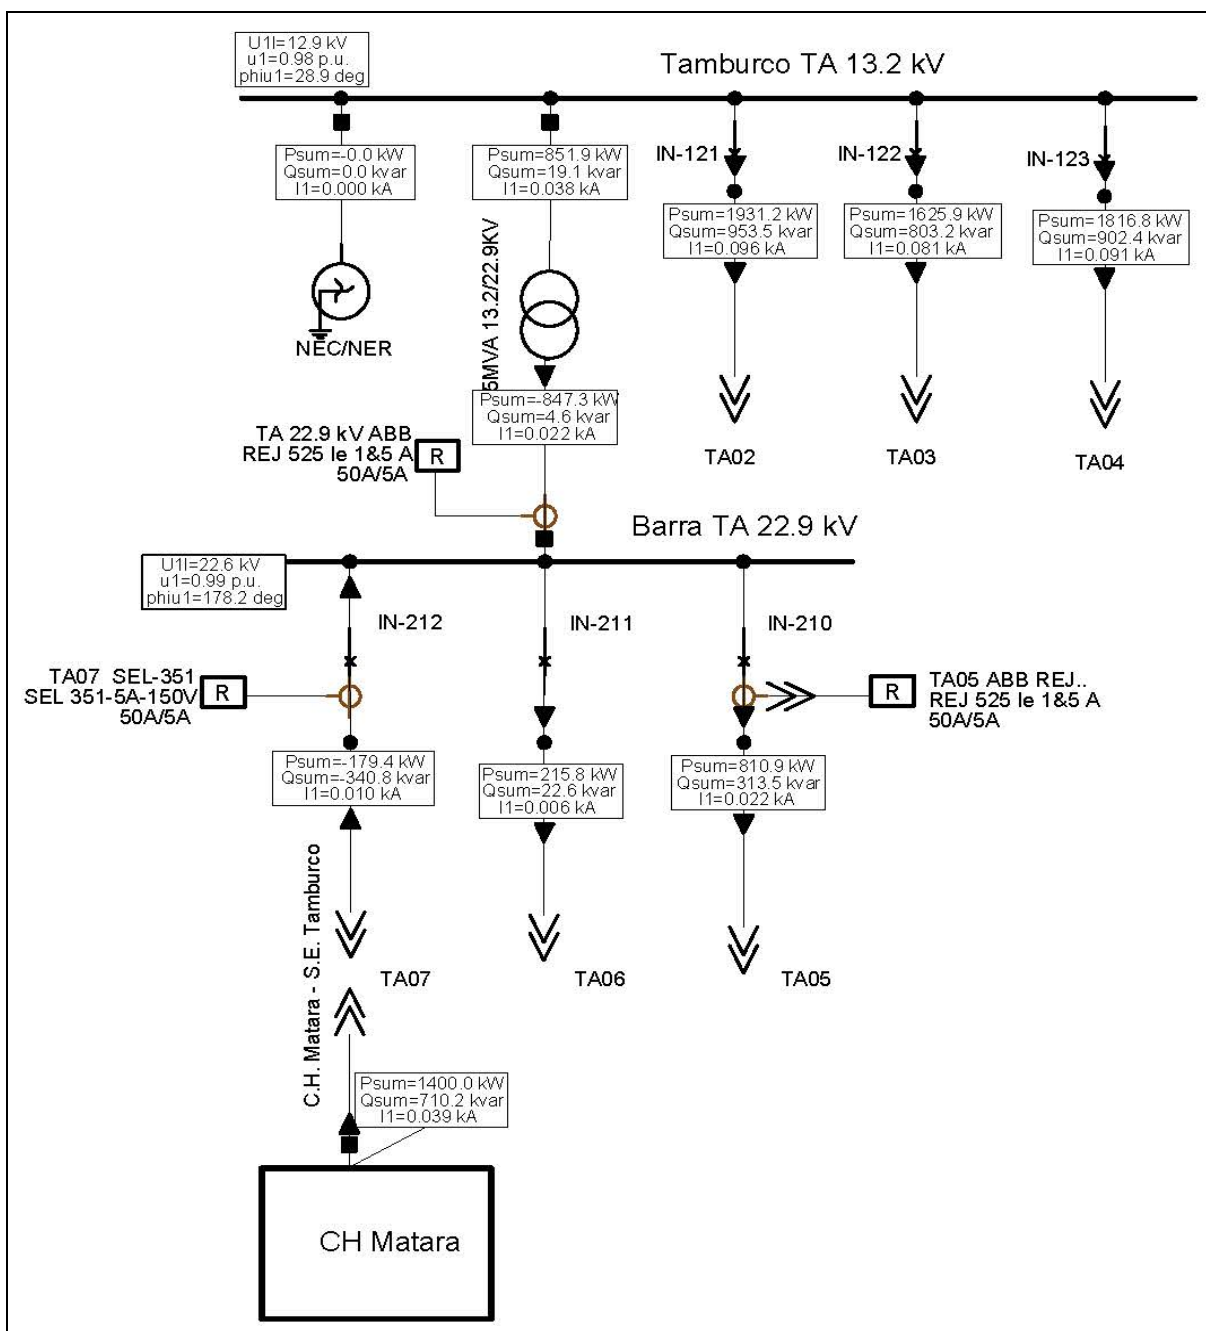 U1l=12.9 kV
u1=0.98 p.u.
phiu1=28.9 deg
Tamburco TA 13.2 kV
Psum=-0.0 kW
Qsum=0.0 kvar
I1=0.000 kA
Psum=851.9 kW
Qsum=19.1 kvar
I1=0.038 kA
IN-121
IN-122
IN-123
Psum=1931.2 kW
Qsum=953.5 kvar
I1=0.096 kA
Psum=1625.9 kW
Qsum=803.2 kvar
I1=0.081 kA
Psum=1816.8 kW
Qsum=902.4 kvar
I1=0.091 kA
NEC/NER
5MVA 13.2/22.9KV
Psum=-847.3 kW
Qsum=4.6 kvar
I1=0.022 kA
TA 22.9 kV ABB
REJ 525 Ie 1&5 A
50A/5A
R
TA02
TA03
TA04
Barra TA 22.9 kV
U1l=22.6 kV
u1=0.99 p.u.
phiu1=178.2 deg
IN-212
IN-211
IN-210
TA07 SEL-351
SEL 351-5A-150V
50A/5A
R
R
TA05 ABB REJ..
REJ 525 Ie 1&5 A
50A/5A
Psum=-179.4 kW
Qsum=-340.8 kvar
I1=0.010 kA
Psum=215.8 kW
Qsum=22.6 kvar
I1=0.006 kA
Psum=810.9 kW
Qsum=313.5 kvar
I1=0.022 kA
C.H. Matara - S.E. Tamburco
TA07
TA06
TA05
Psum=1400.0 kW
Qsum=710.2 kvar
I1=0.039 kA
CH Matara